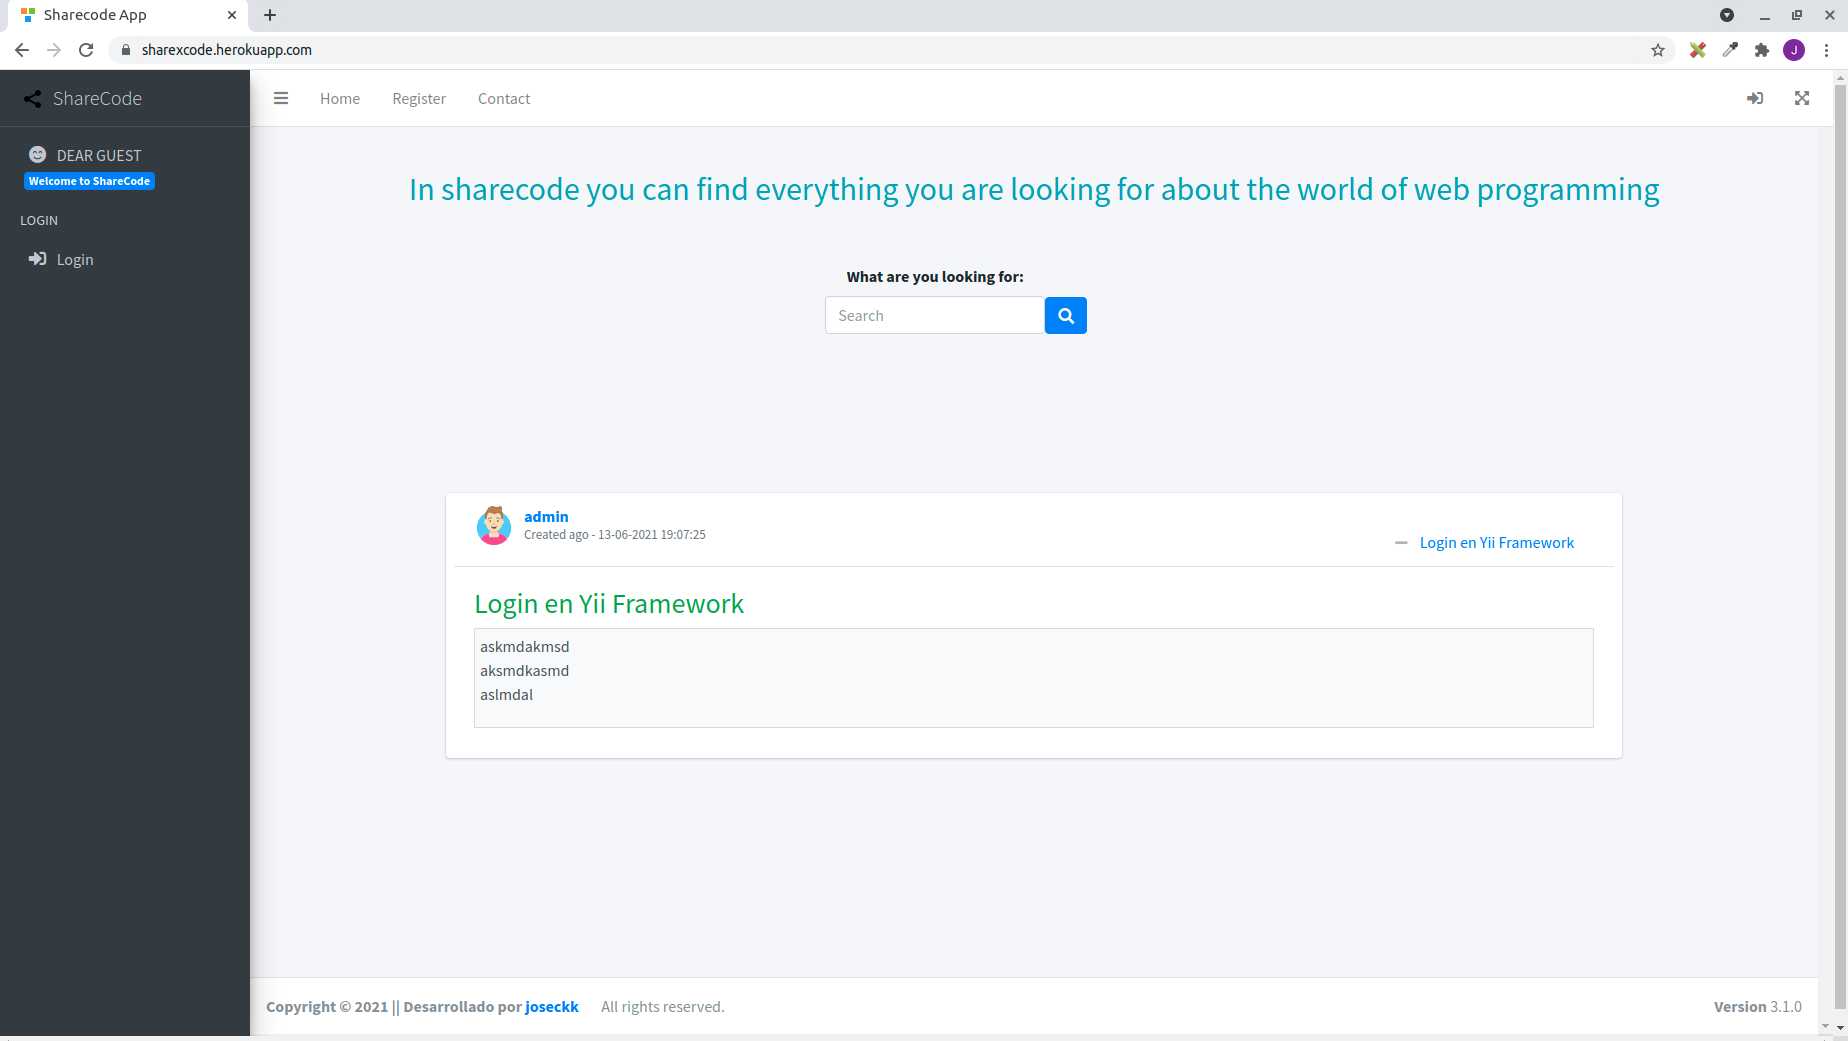 Sharecode App
sharexcode.herokuapp.com
J
ShareCode
Home Register Contact
DEAR GUEST
Welcome to ShareCode
LOGIN
Login
In sharecode you can find everything you are looking for about the world of web programming
What are you looking for:
Search
admin
Created ago - 13-06-2021 19:07:25
Login en Yii Framework
Login en Yii Framework
askmdakmsd
aksmdkasmd
aslmdal
Copyright © 2021 || Desarrollado por joseckk All rights reserved.
Version 3.1.0